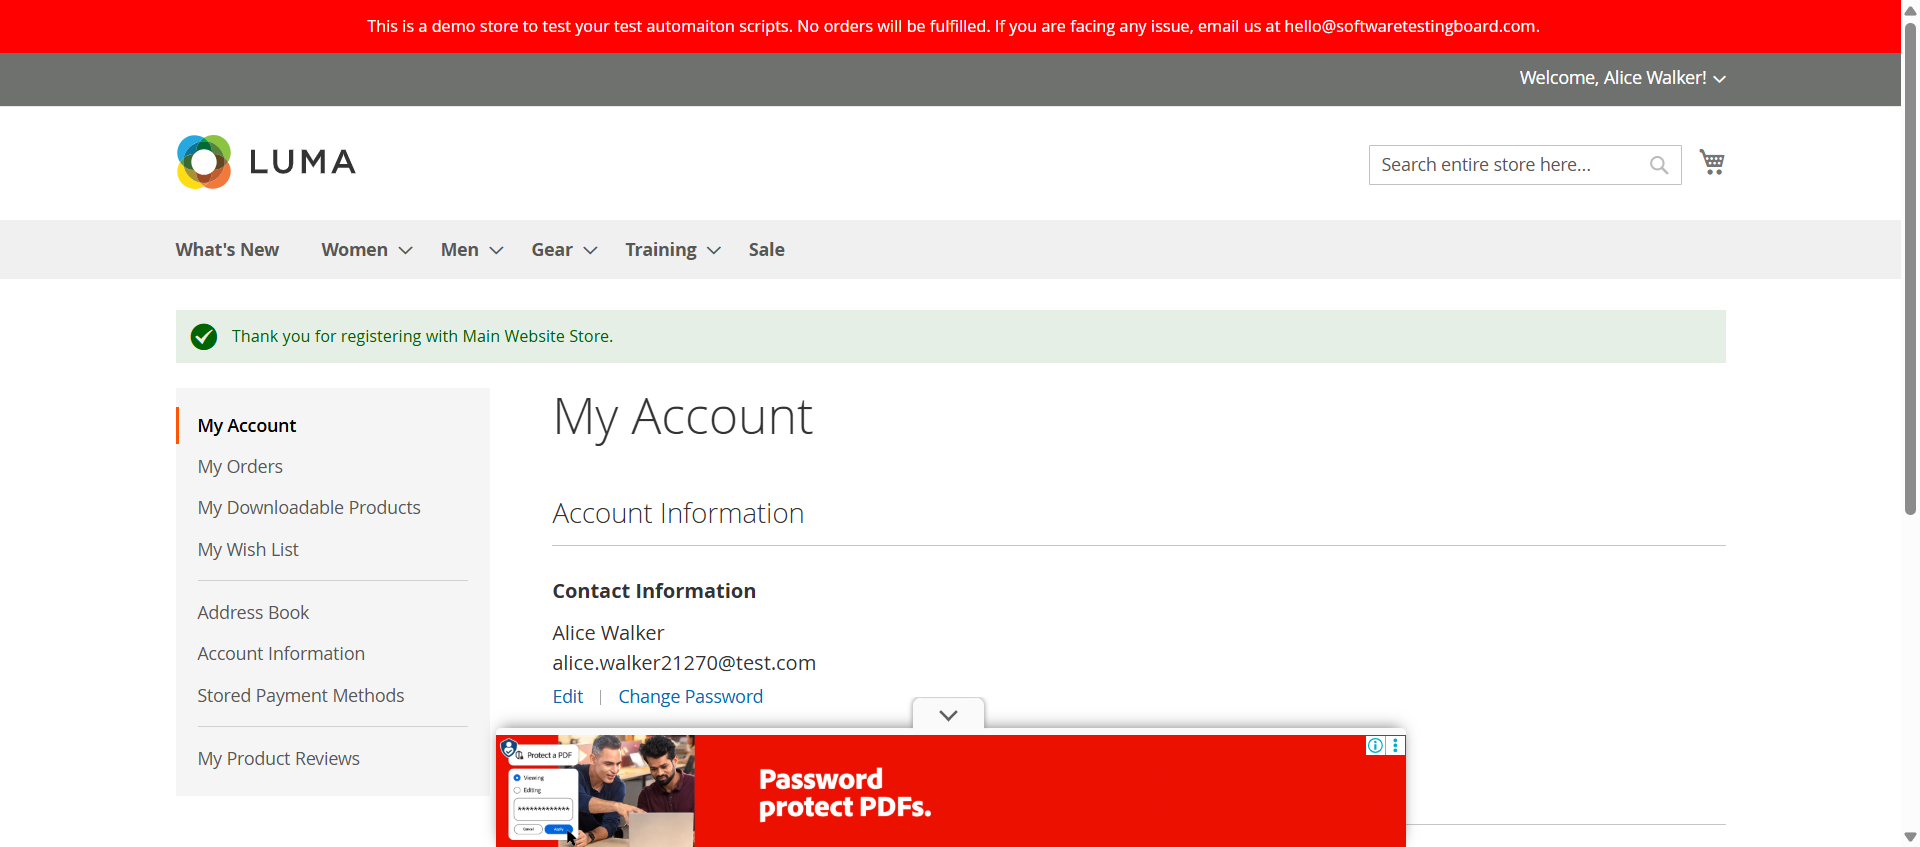 This is a demo store to test your test automaiton scripts. No orders will be fulfilled. If you are facing any issue, email us at hello@softwaretestingboard.com.
Welcome, Alice Walker!
LUMA
Search entire store here...
What's New Women Men Gear Training Sale
Thank you for registering with Main Website Store.
My Account
My Orders
My Downloadable Products
My Wish List
Address Book
Account Information
Stored Payment Methods
My Product Reviews
My Account
Account Information
Contact Information
Alice Walker
alice.walker21270@test.com
Edit | Change Password
Protect a PDF
Viewing
Editing
*************
Cancel Apply
Password
protect PDFs.